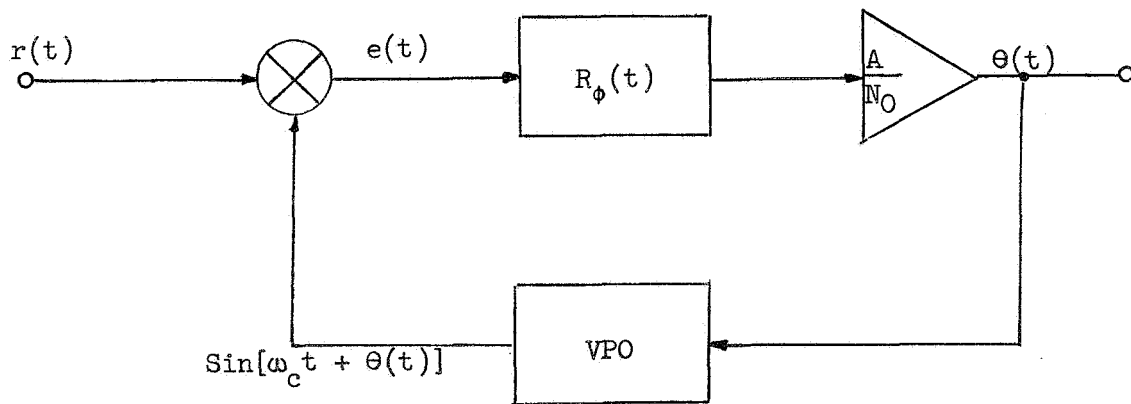 r(t)
e(t)
R_ϕ(t)
A
N_O
θ(t)
VPO
Sin[ω_c t + θ(t)]